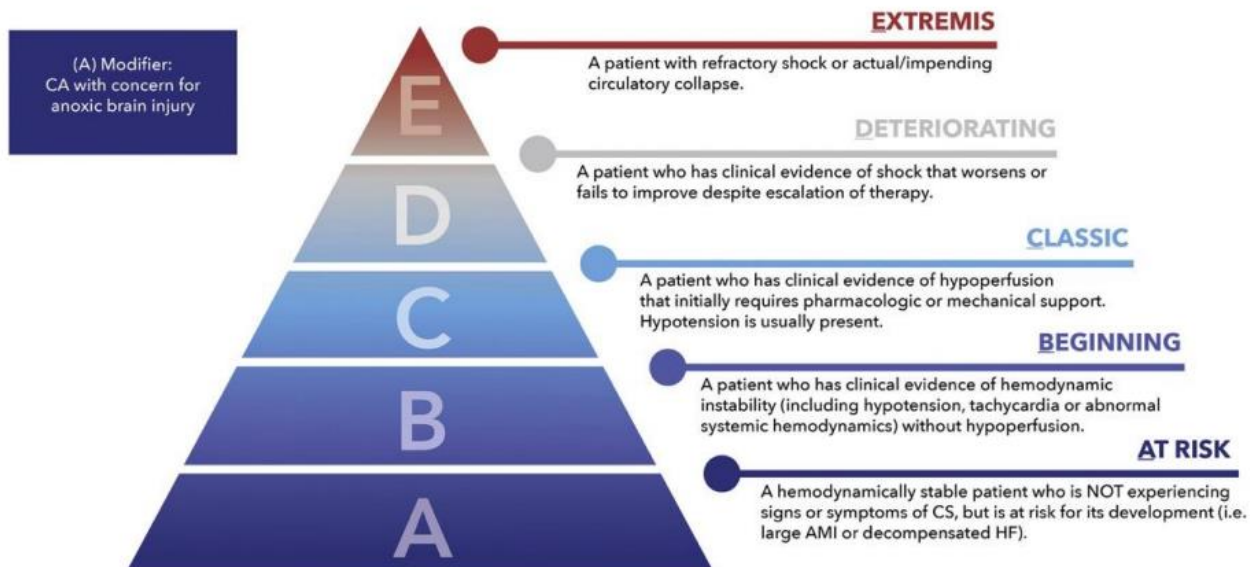 (A) Modifier:
CA with concern for
anoxic brain injury
E
EXTREMIS
A patient with refractory shock or actual/impending
circulatory collapse.
D
DETERIORATING
A patient who has clinical evidence of shock that worsens or
fails to improve despite escalation of therapy.
C
CLASSIC
A patient who has clinical evidence of hypoperfusion
that initially requires pharmacologic or mechanical support.
Hypotension is usually present.
B
BEGINNING
A patient who has clinical evidence of hemodynamic
instability (including hypotension, tachycardia or abnormal
systemic hemodynamics) without hypoperfusion.
A
AT RISK
A hemodynamically stable patient who is NOT experiencing
signs or symptoms of CS, but is at risk for its development (i.e.
large AMI or decompensated HF).